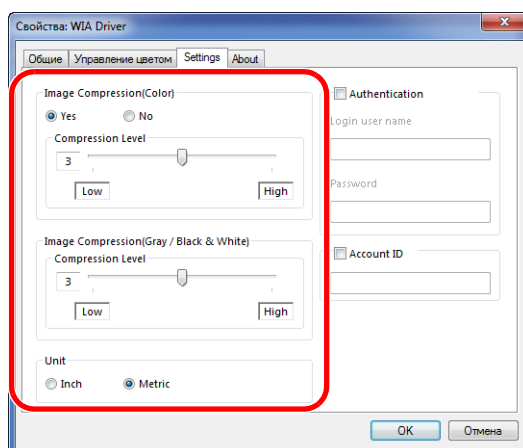 Свойства: WIA Driver
Общие Управление цветом Settings About
Image Compression(Color)
Yes No
Compression Level
3
Low High
Image Compression(Gray / Black & White)
Compression Level
3
Low High
Unit
Inch Metric
Authentication
Login user name
Password
Account ID
OK Отмена